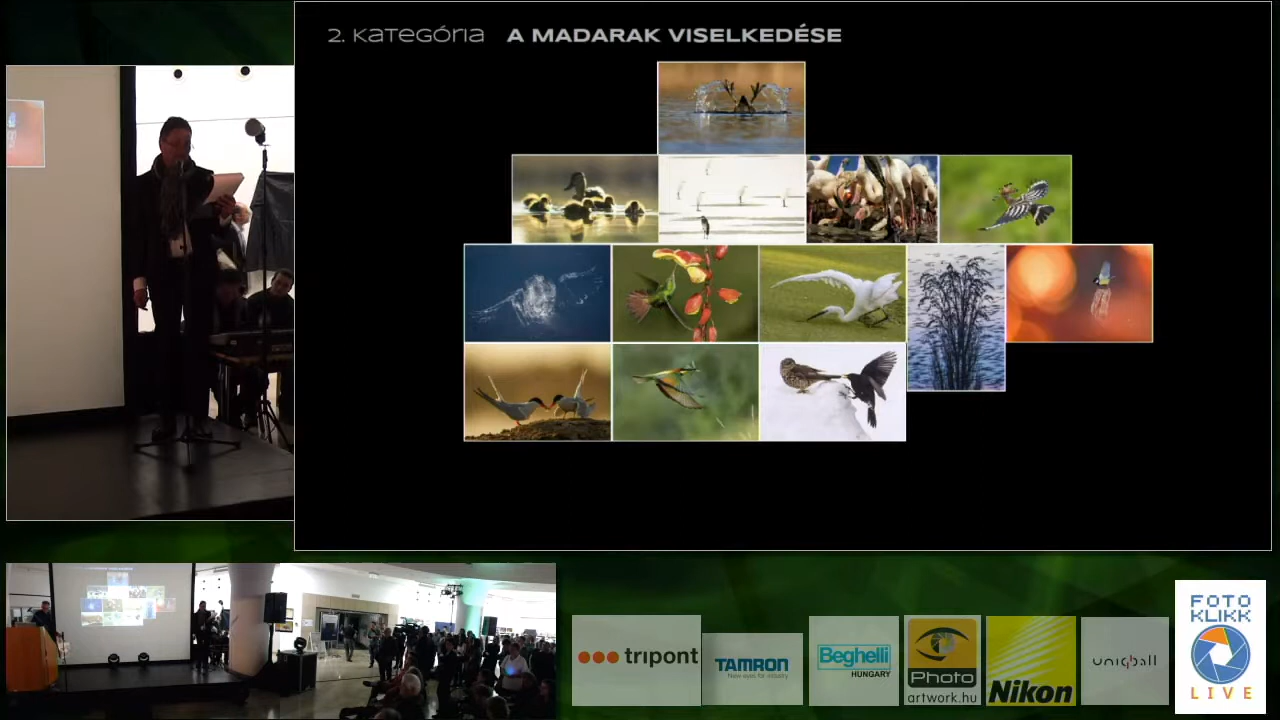 2. Kategória A MADARAK VISELKEDÉSE
tripont
TAMRON
New eyes for industry
Beghelli
HUNGARY
Photo
artwork.hu
Nikon
uniqball
FOTO
KLIKK
LIVE